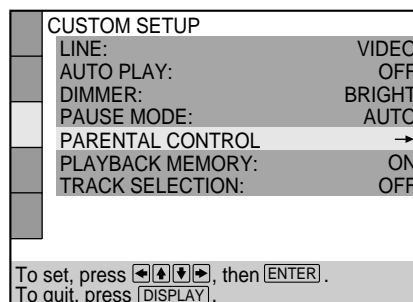 CUSTOM SETUP
LINE: VIDEO
AUTO PLAY: OFF
DIMMER: BRIGHT
PAUSE MODE: AUTO
PARENTAL CONTROL →
PLAYBACK MEMORY: ON
TRACK SELECTION: OFF
To set, press ←↑↓→, then ENTER.
To quit, press DISPLAY.